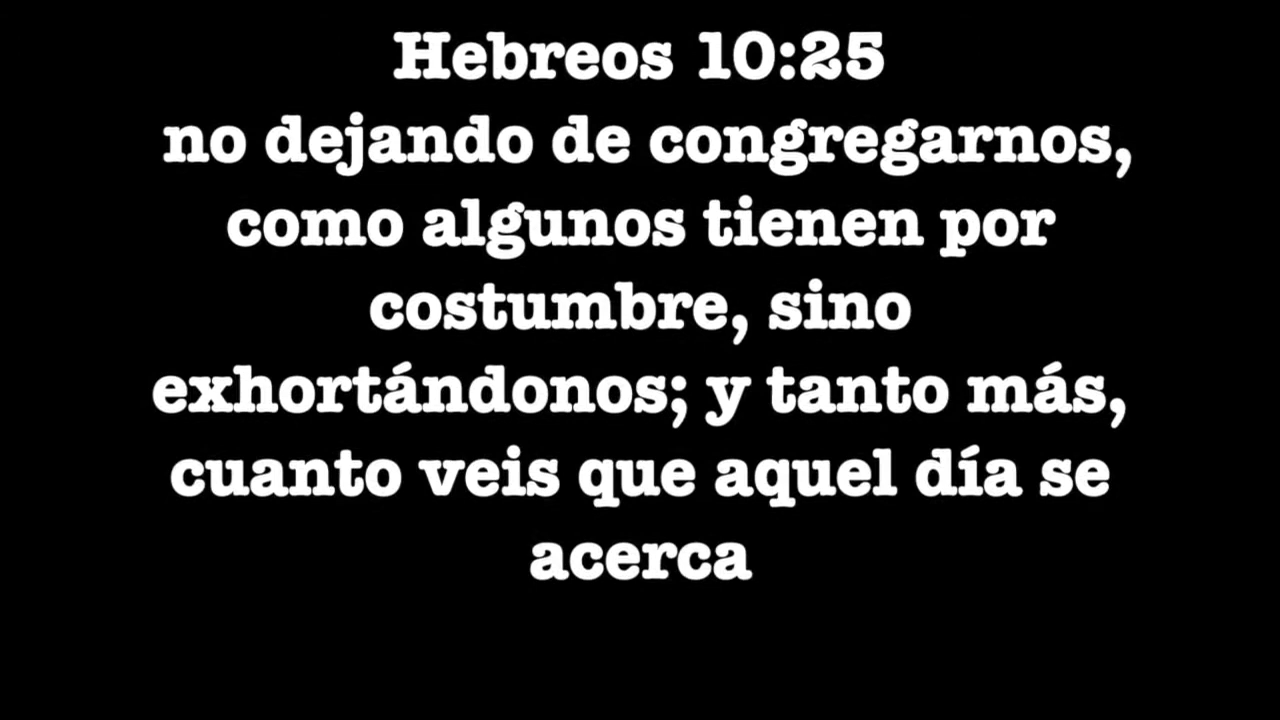 Hebreos 10:25
no dejando de congregarnos,
como algunos tienen por
costumbre, sino
exhortándonos; y tanto más,
cuanto veis que aquel día se
acerca